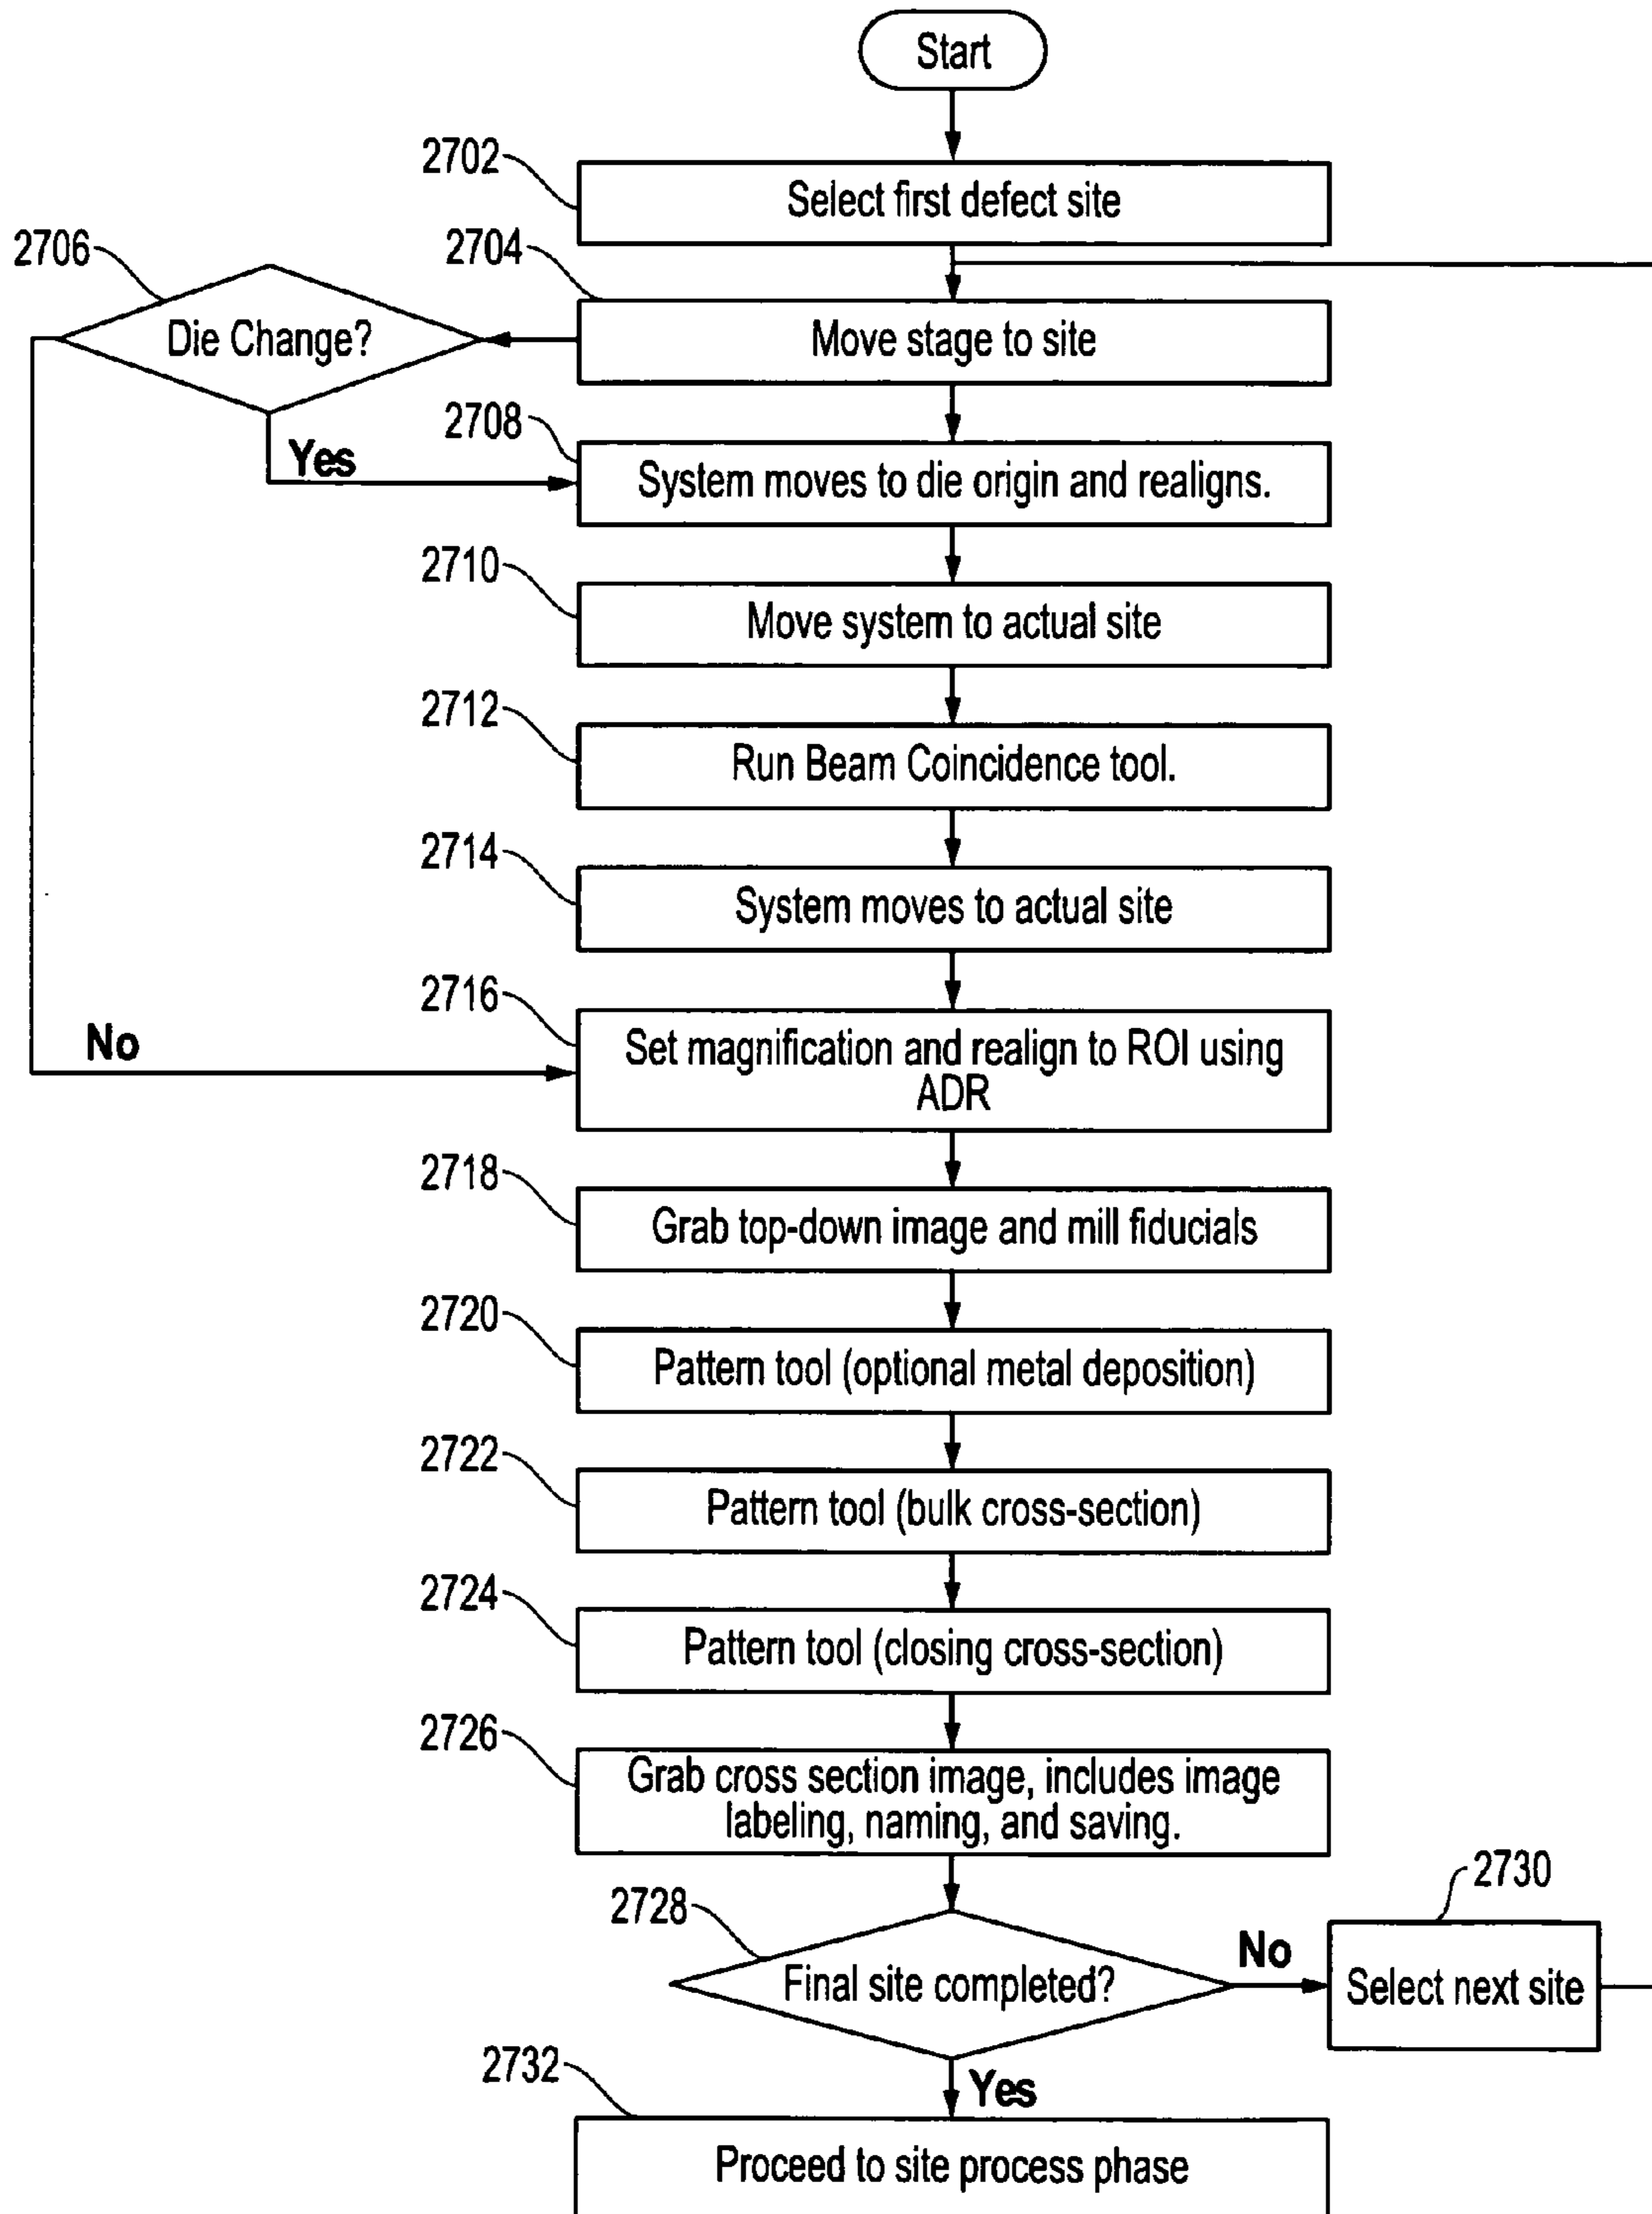 Start
2702
Select first defect site
2706
2704
Die Change?
Move stage to site
2708
Yes
System moves to die origin and realigns.
2710
Move system to actual site
2712
Run Beam Coincidence tool.
2714
System moves to actual site
2716
No
Set magnification and realign to ROI using
ADR
2718
Grab top-down image and mill fiducials
2720
Pattern tool (optional metal deposition)
2722
Pattern tool (bulk cross-section)
2724
Pattern tool (closing cross-section)
2726
Grab cross section image, includes image
labeling, naming, and saving.
2728
Final site completed?
No
2730
Select next site
Yes
2732
Proceed to site process phase